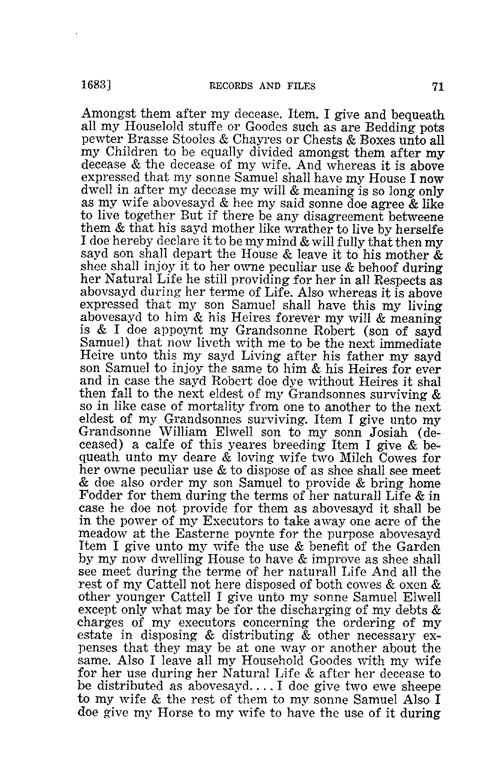 1683] RECORDS AND FILES 71
Amongst them after my decease. Item. I give and bequeath
all my Houselold stuffe or Goodes such as are Bedding pots
pewter Brasse Stooles & Chayres or Chests & Boxes unto all
my Children to be equally divided amongst them after my
decease & the decease of my wife. And whereas it is above
expressed that my sonne Samuel shall have my House I now
dwell in after my decease my will & meaning is so long only
as my wife abovesayd & hee my said sonne doe agree & like
to live together But if there be any disagreement betweene
them & that his sayd mother like wrather to live by herselfe
I doe hereby declare it to be my mind & will fully that then my
sayd son shall depart the House & leave it to his mother &
shee shall injoy it to her owne peculiar use & behoof during
her Natural Life he still providing for her in all Respects as
abovsayd during her terme of Life. Also whereas it is above
expressed that my son Samuel shall have this my living
abovesayd to him & his Heires forever my will & meaning
is & I doe appoynt my Grandsonne Robert (son of sayd
Samuel) that now liveth with me to be the next immediate
Heire unto this my sayd Living after his father my sayd
son Samuel to injoy the same to him & his Heires for ever
and in case the sayd Robert doe dye without Heires it shal
then fall to the next eldest of my Grandsonnes surviving &
so in like case of mortality from one to another to the next
eldest of my Grandsonnes surviving. Item I give unto my
Grandsonne William Elwell son to my sonn Josiah (de-
ceased) a calfe of this yeares breeding Item I give & be-
queath unto my deare & loving wife two Milch Cowes for
her owne peculiar use & to dispose of as shee shall see meet
& doe also order my son Samuel to provide & bring home
Fodder for them during the terms of her naturall Life & in
case he doe not provide for them as abovesayd it shall be
in the power of my Executors to take away one acre of the
meadow at the Easterne poynte for the purpose abovesayd
Item I give unto my wife the use & benefit of the Garden
by my now dwelling House to have & improve as shee shall
see meet during the terme of her naturall Life And all the
rest of my Cattell not here disposed of both cowes & oxen &
other younger Cattell I give unto my sonne Samuel Elwell
except only what may be for the discharging of my debts &
charges of my executors concerning the ordering of my
estate in disposing & distributing & other necessary ex-
penses that they may be at one way or another about the
same. Also I leave all my Household Goodes with my wife
for her use during her Natural Life & after her decease to
be distributed as abovesayd. . . . I doe give two ewe sheepe
to my wife & the rest of them to my sonne Samuel Also I
doe give my Horse to my wife to have the use of it during